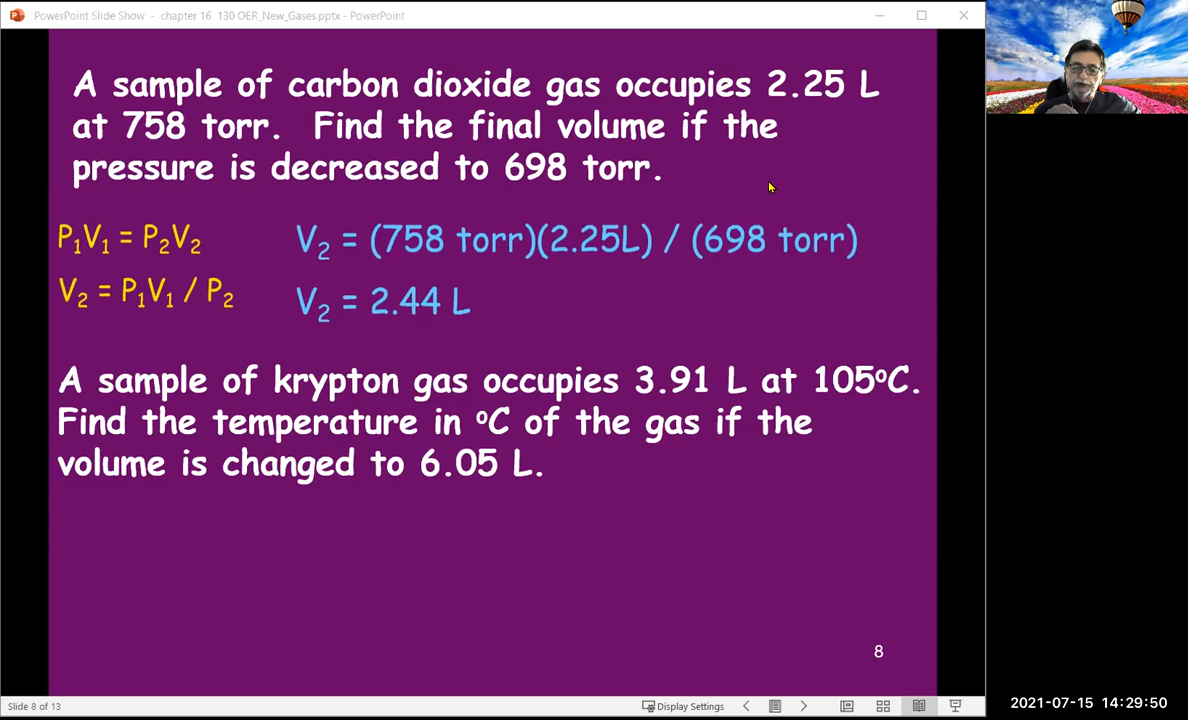 PowerPoint Slide Show - chapter 16 130 OER_New_Gases.pptx - PowerPoint
A sample of carbon dioxide gas occupies 2.25 L
at 758 torr. Find the final volume if the
pressure is decreased to 698 torr.
P₁V₁ = P₂V₂
V₂ = (758 torr)(2.25L) / (698 torr)
V₂ = P₁V₁ / P₂
V₂ = 2.44 L
A sample of krypton gas occupies 3.91 L at 105ºC.
Find the temperature in ºC of the gas if the
volume is changed to 6.05 L.
8
Slide 8 of 13
Display Settings
2021-07-15 14:29:50